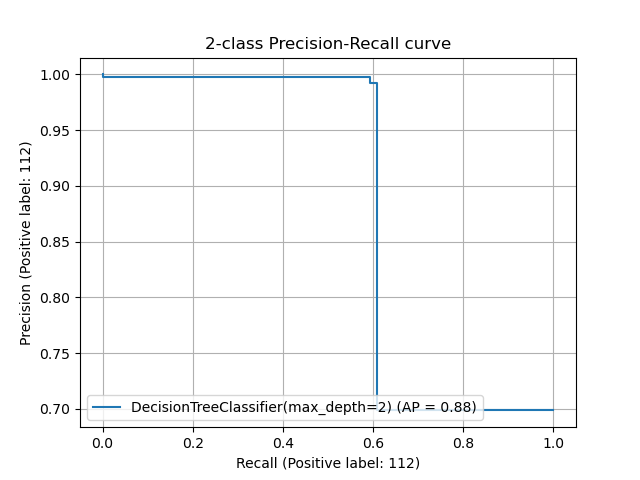 2-class Precision-Recall curve
1.00
0.95
0.90
0.85
0.80
0.75
0.70
Precision (Positive label: 112)
DecisionTreeClassifier(max_depth=2) (AP = 0.88)
0.0 0.2 0.4 0.6 0.8 1.0
Recall (Positive label: 112)